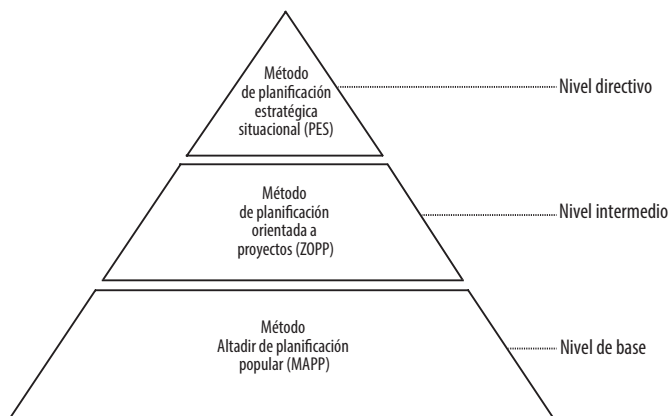 Método
de planificación
estratégica
situacional (PES)
Nivel directivo
Método
de planificación
orientada a
proyectos (ZOPP)
Nivel intermedio
Método
Altadir de planificación
popular (MAPP)
Nivel de base